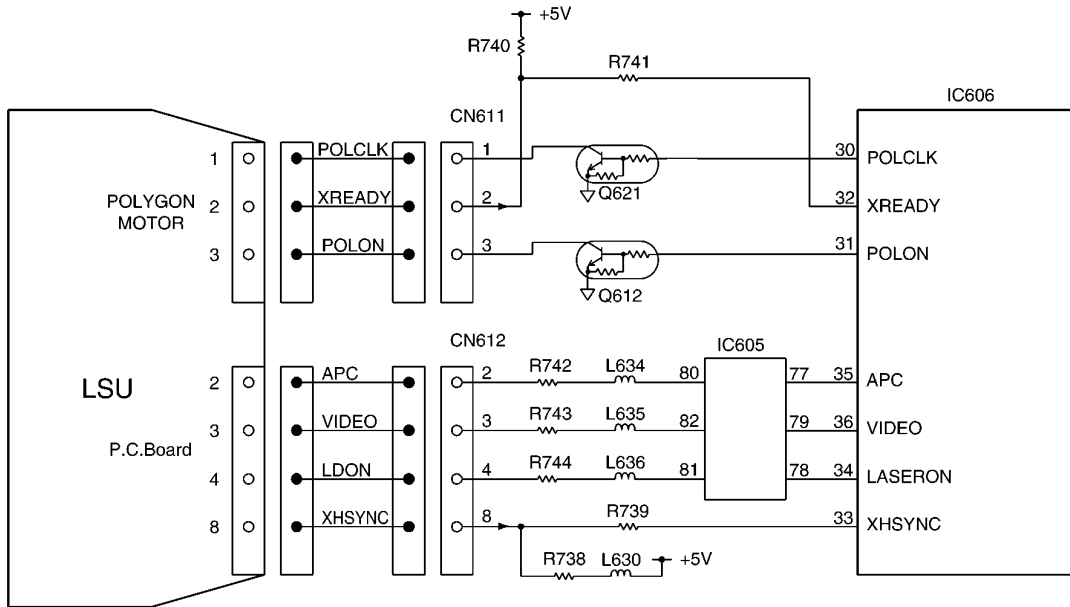 +5V
R740
R741
IC606
CN611
1 POLCLK 1 30 POLCLK
Q621
POLYGON MOTOR
2 XREADY 2 32 XREADY
3 POLON 3 31 POLON
Q612
CN612
IC605
LSU
2 APC 2 R742 L634 80 77 35 APC
3 VIDEO 3 R743 L635 82 79 36 VIDEO
P.C.Board
4 LDON 4 R744 L636 81 78 34 LASERON
8 XHSYNC 8 R739 33 XHSYNC
R738 L630 +5V